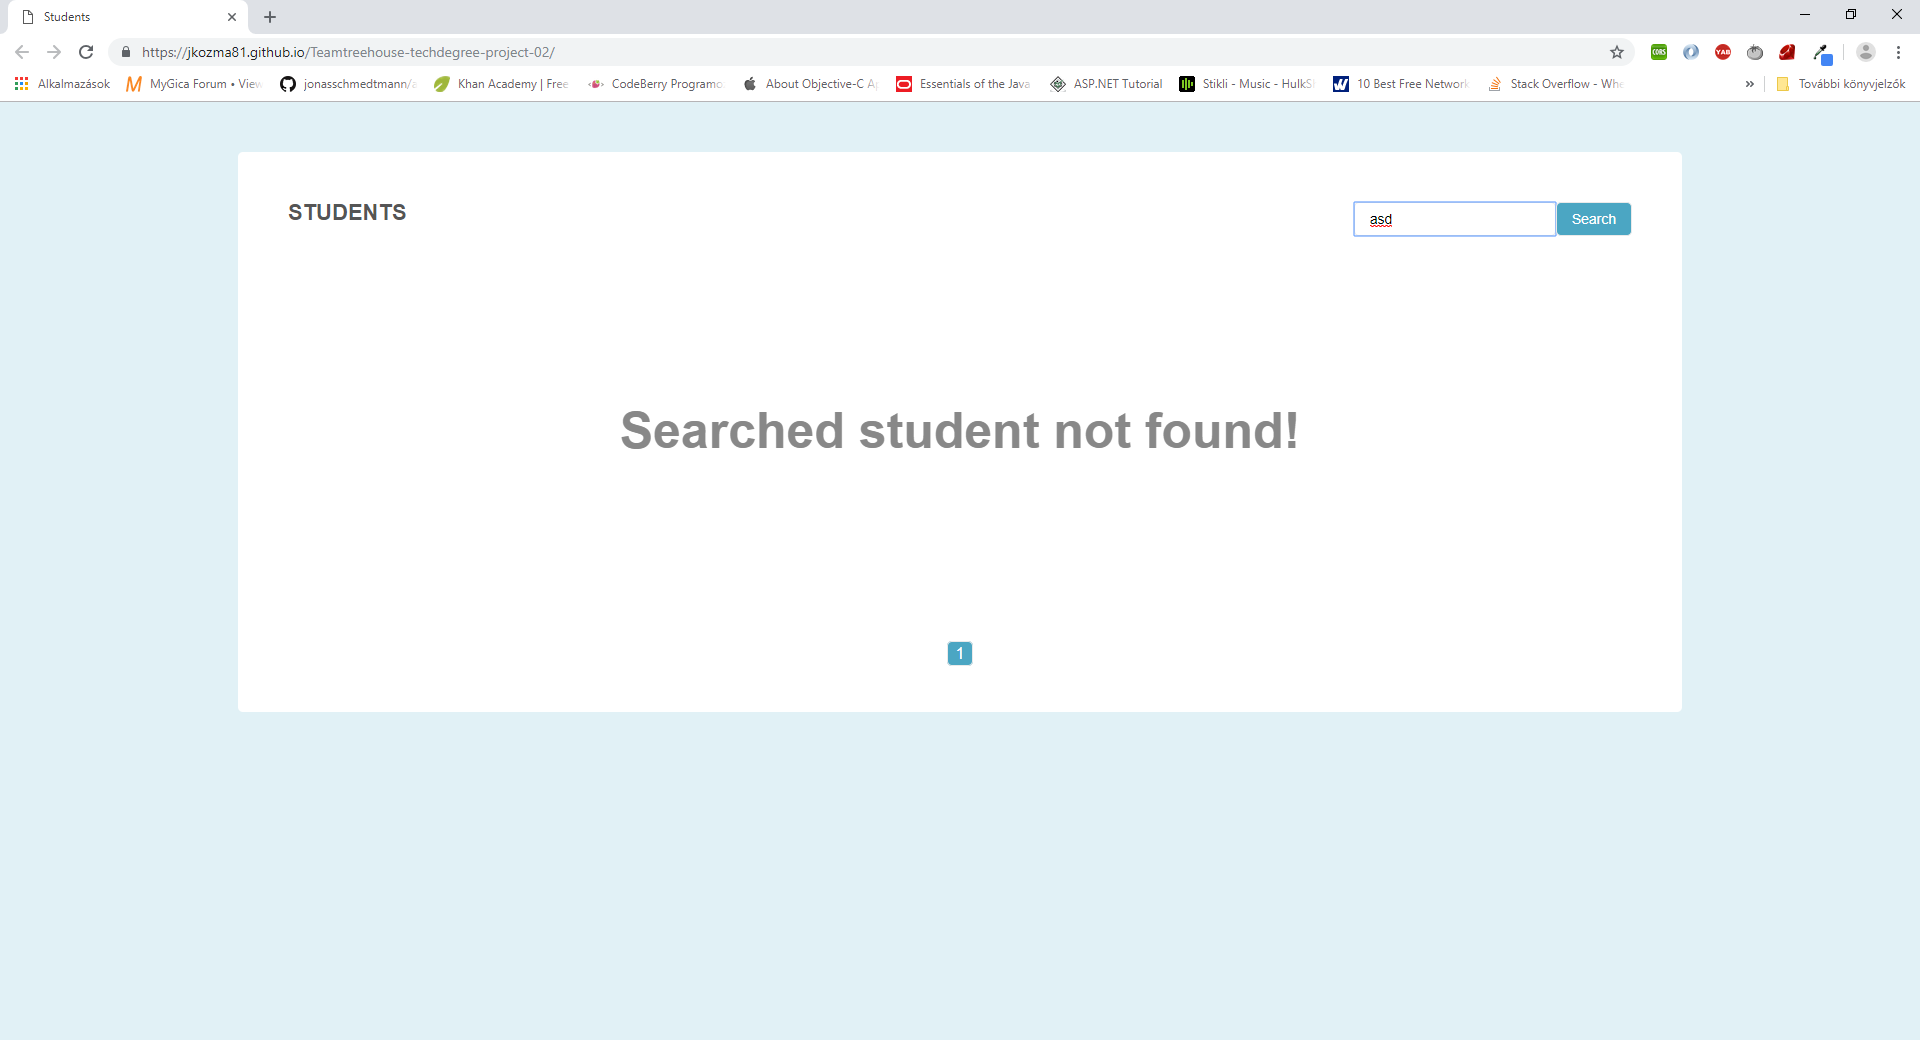 Students
https://jkozma81.github.io/Teamtreehouse-techdegree-project-02/
CORS
YAB
Alkalmazások
MyGica Forum • View
jonasschmedtmann/
Khan Academy | Free
CodeBerry Programo
About Objective-C A
Essentials of the Java
ASP.NET Tutorial
Stikli - Music - HulkS
10 Best Free Network
Stack Overflow - Whe
»
További könyvjelzők
STUDENTS
asd
Search
Searched student not found!
1